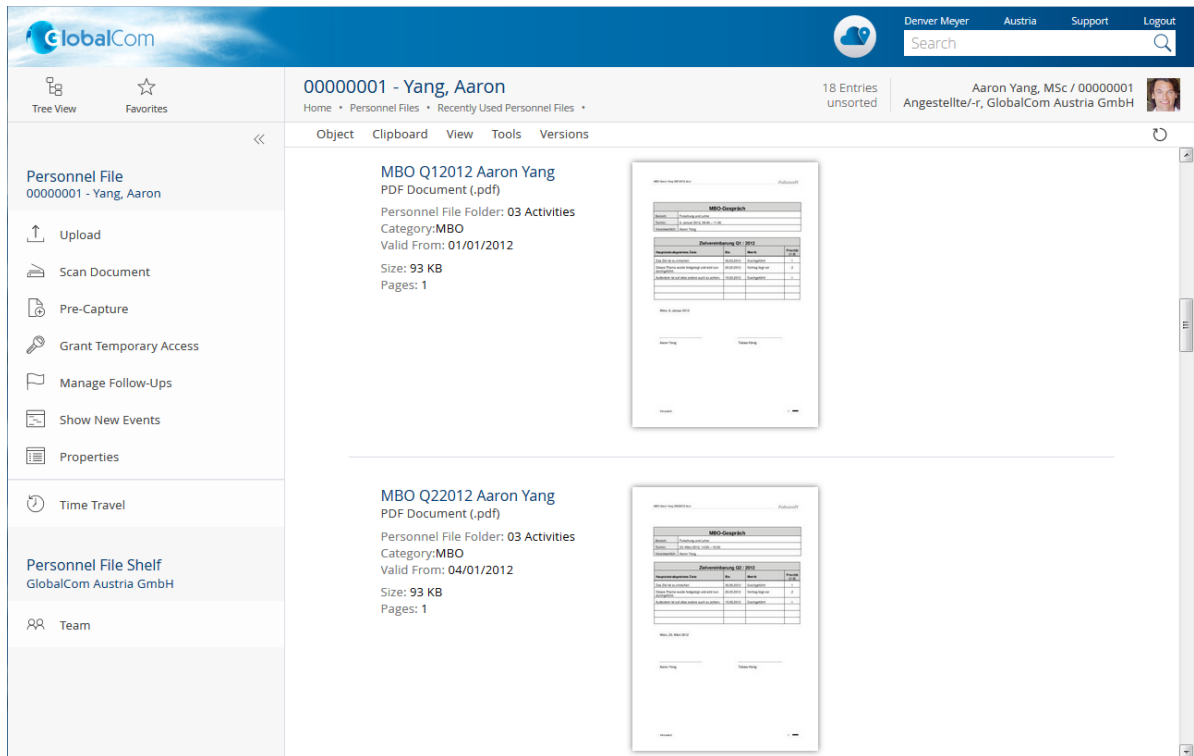 GlobalCom
Denver Meyer Austria Support Logout
Search
Tree View Favorites
00000001 - Yang, Aaron
Home • Personnel Files • Recently Used Personnel Files •
18 Entries
unsorted
Aaron Yang, MSc / 00000001
Angestellte/-r, GlobalCom Austria GmbH
Object Clipboard View Tools Versions
Personnel File
00000001 - Yang, Aaron
Upload
Scan Document
Pre-Capture
Grant Temporary Access
Manage Follow-Ups
Show New Events
Properties
Time Travel
Personnel File Shelf
GlobalCom Austria GmbH
Team
MBO Q12012 Aaron Yang
PDF Document (.pdf)
Personnel File Folder: 03 Activities
Category:MBO
Valid From: 01/01/2012
Size: 93 KB
Pages: 1
MBO-Gespräch
Zielvereinbarung Q1 / 2012
Aaron Yang
MBO Q22012 Aaron Yang
PDF Document (.pdf)
Personnel File Folder: 03 Activities
Category:MBO
Valid From: 04/01/2012
Size: 93 KB
Pages: 1
MBO-Gespräch
Zielvereinbarung Q2 / 2012
Aaron Yang